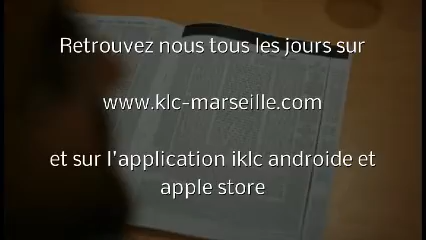 Retrouvez nous tous les jours sur
www.klc-marseille.com
et sur l'application iklc androide et
apple store